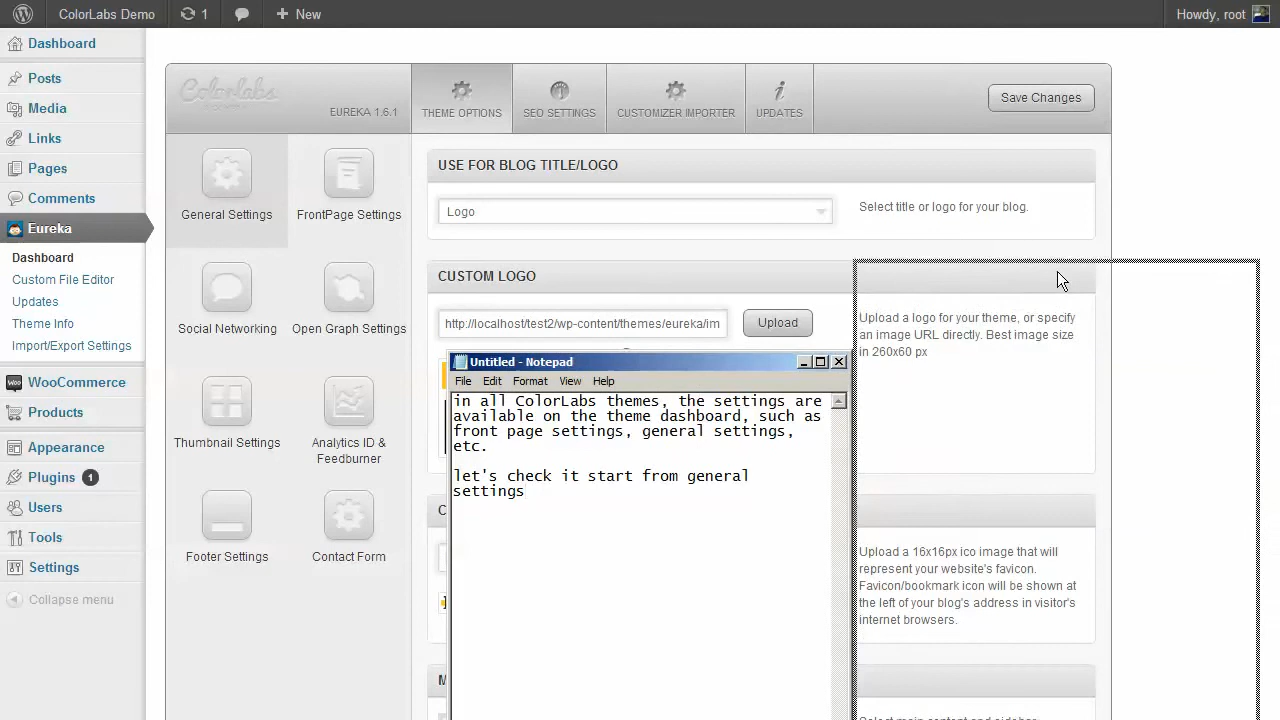 ColorLabs Demo
1
New
Howdy, root
Dashboard
Posts
Media
Links
Pages
Comments
Eureka
Dashboard
Custom File Editor
Updates
Theme Info
Import/Export Settings
WooCommerce
Products
Appearance
Plugins 1
Users
Tools
Settings
Collapse menu
Colorlabs
EUREKA 1.6.1
THEME OPTIONS
SEO SETTINGS
CUSTOMIZER IMPORTER
UPDATES
Save Changes
General Settings
FrontPage Settings
Social Networking
Open Graph Settings
Thumbnail Settings
Analytics ID &
Feedburner
Footer Settings
Contact Form
USE FOR BLOG TITLE/LOGO
Logo
Select title or logo for your blog.
CUSTOM LOGO
http://localhost/test2/wp-content/themes/eureka/im
Upload
Upload a logo for your theme, or specify
an image URL directly. Best image size
in 260x60 px
Untitled - Notepad
File Edit Format View Help
in all ColorLabs themes, the settings are
available on the theme dashboard, such as
front page settings, general settings,
etc.
let's check it start from general
settings
Upload a 16x16px ico image that will
represent your website's favicon.
Favicon/bookmark icon will be shown at
the left of your blog's address in visitor's
internet browsers.
Select main content and sidebar